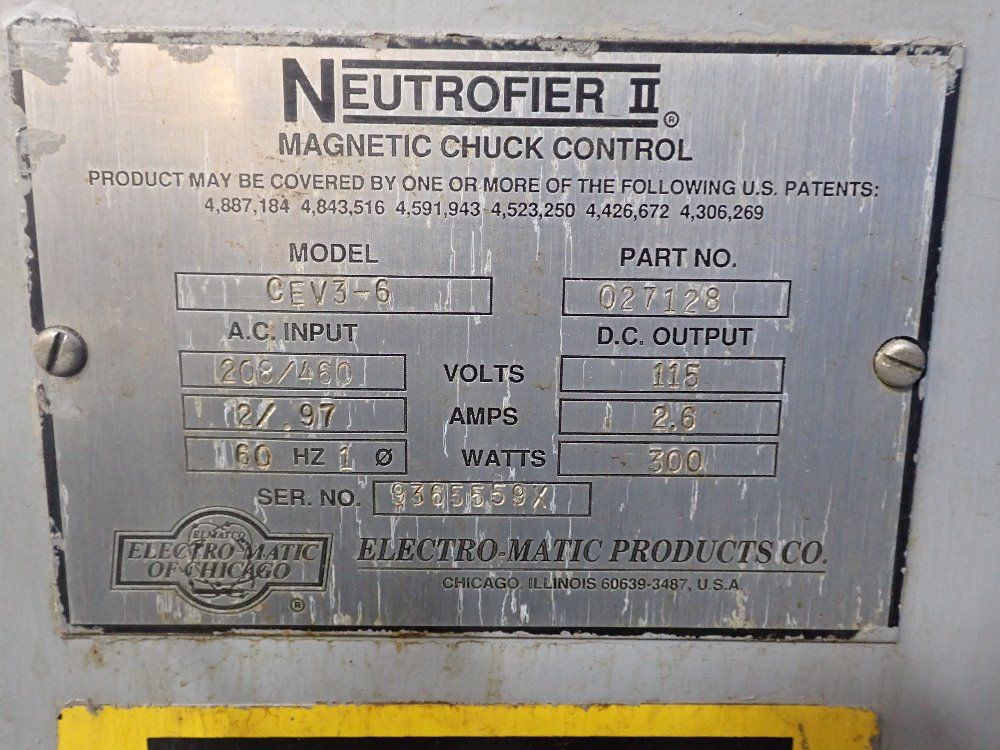 NEUTROFIER II ®
MAGNETIC CHUCK CONTROL
PRODUCT MAY BE COVERED BY ONE OR MORE OF THE FOLLOWING U.S. PATENTS:
4,887,184 4,843,516 4,591,943 4,523,250 4,426,672 4,306,269
MODEL PART NO.
CEV3-6 027128
A.C. INPUT D.C. OUTPUT
208/460 VOLTS 115
2/.97 AMPS 2.6
60 HZ 1 Ø WATTS 300
SER. NO. 9365559X
ELMATCO
ELECTRO-MATIC
OF CHICAGO
®
ELECTRO-MATIC PRODUCTS CO.
CHICAGO, ILLINOIS 60639-3487, U.S.A.